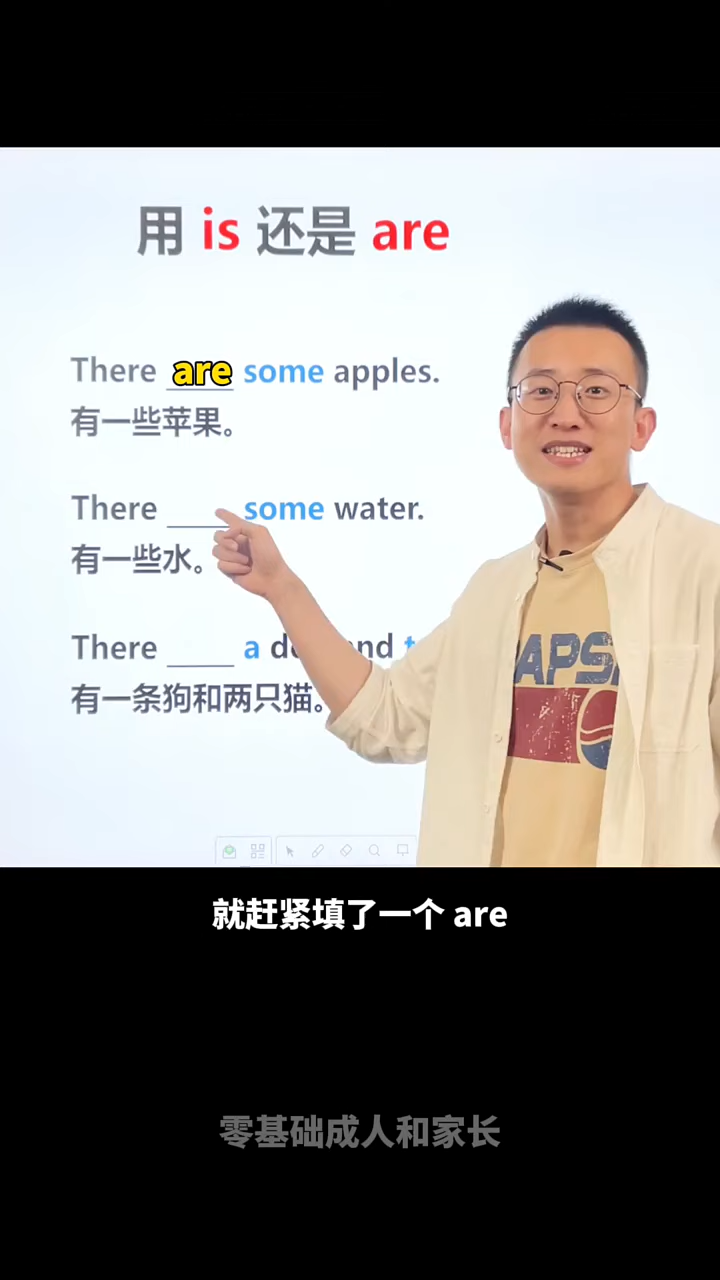 用 is 还是 are
There are some apples.
有一些苹果。
There ____ some water.
有一些水。
There ____ a and
有一条狗和两只猫。
就赶紧填了一个 are
零基础成人和家长